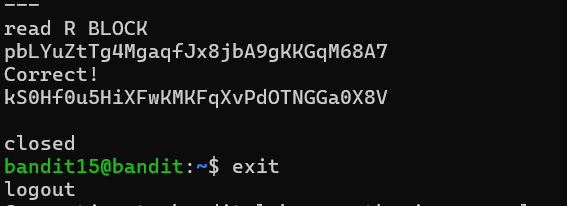 ---
read R BLOCK
pbLYuZtTg4MgaqfJx8jbA9gKKGqM68A7
Correct!
kS0Hf0u5HiXFwKMKFqXvPdOTNGGa0X8V
closed
bandit15@bandit:~$ exit
logout